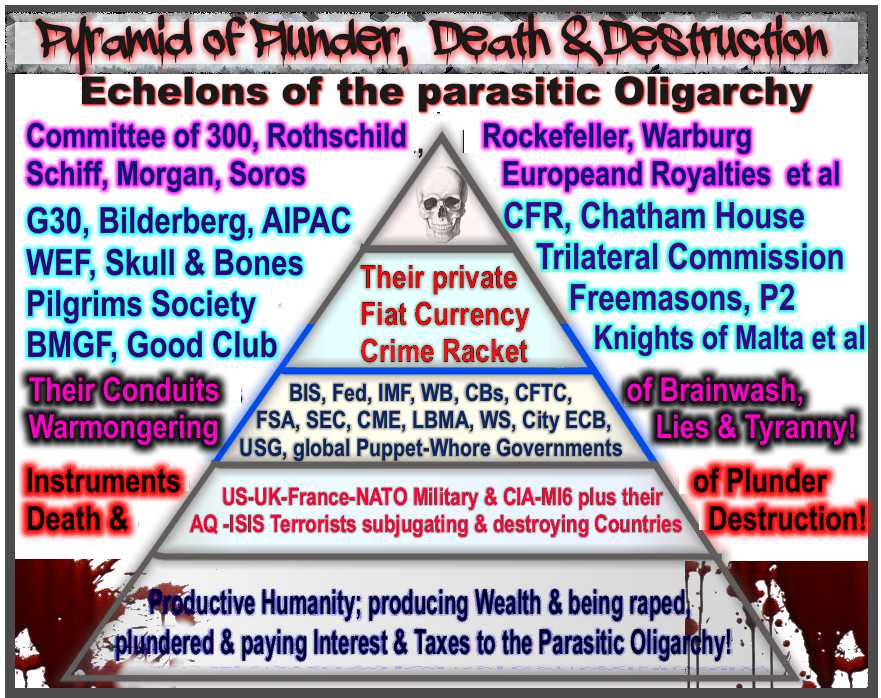 Pyramid of Plunder, Death & Destruction
Echelons of the parasitic Oligarchy
Committee of 300, Rothschild , Rockefeller, Warburg
Schiff, Morgan, Soros Europeand Royalties et al
G30, Bilderberg, AIPAC CFR, Chatham House
WEF, Skull & Bones Trilateral Commission
Pilgrims Society Freemasons, P2
BMGF, Good Club Knights of Malta et al
Their private
Fiat Currency
Crime Racket
Their Conduits of Brainwash,
Warmongering Lies & Tyranny!
BIS, Fed, IMF, WB, CBs, CFTC,
FSA, SEC, CME, LBMA, WS, City ECB,
USG, global Puppet-Whore Governments
Instruments of Plunder
Death & Destruction!
US-UK-France-NATO Military & CIA-MI6 plus their
AQ -ISIS Terrorists subjugating & destroying Countries
Productive Humanity; producing Wealth & being raped,
plundered & paying Interest & Taxes to the Parasitic Oligarchy!